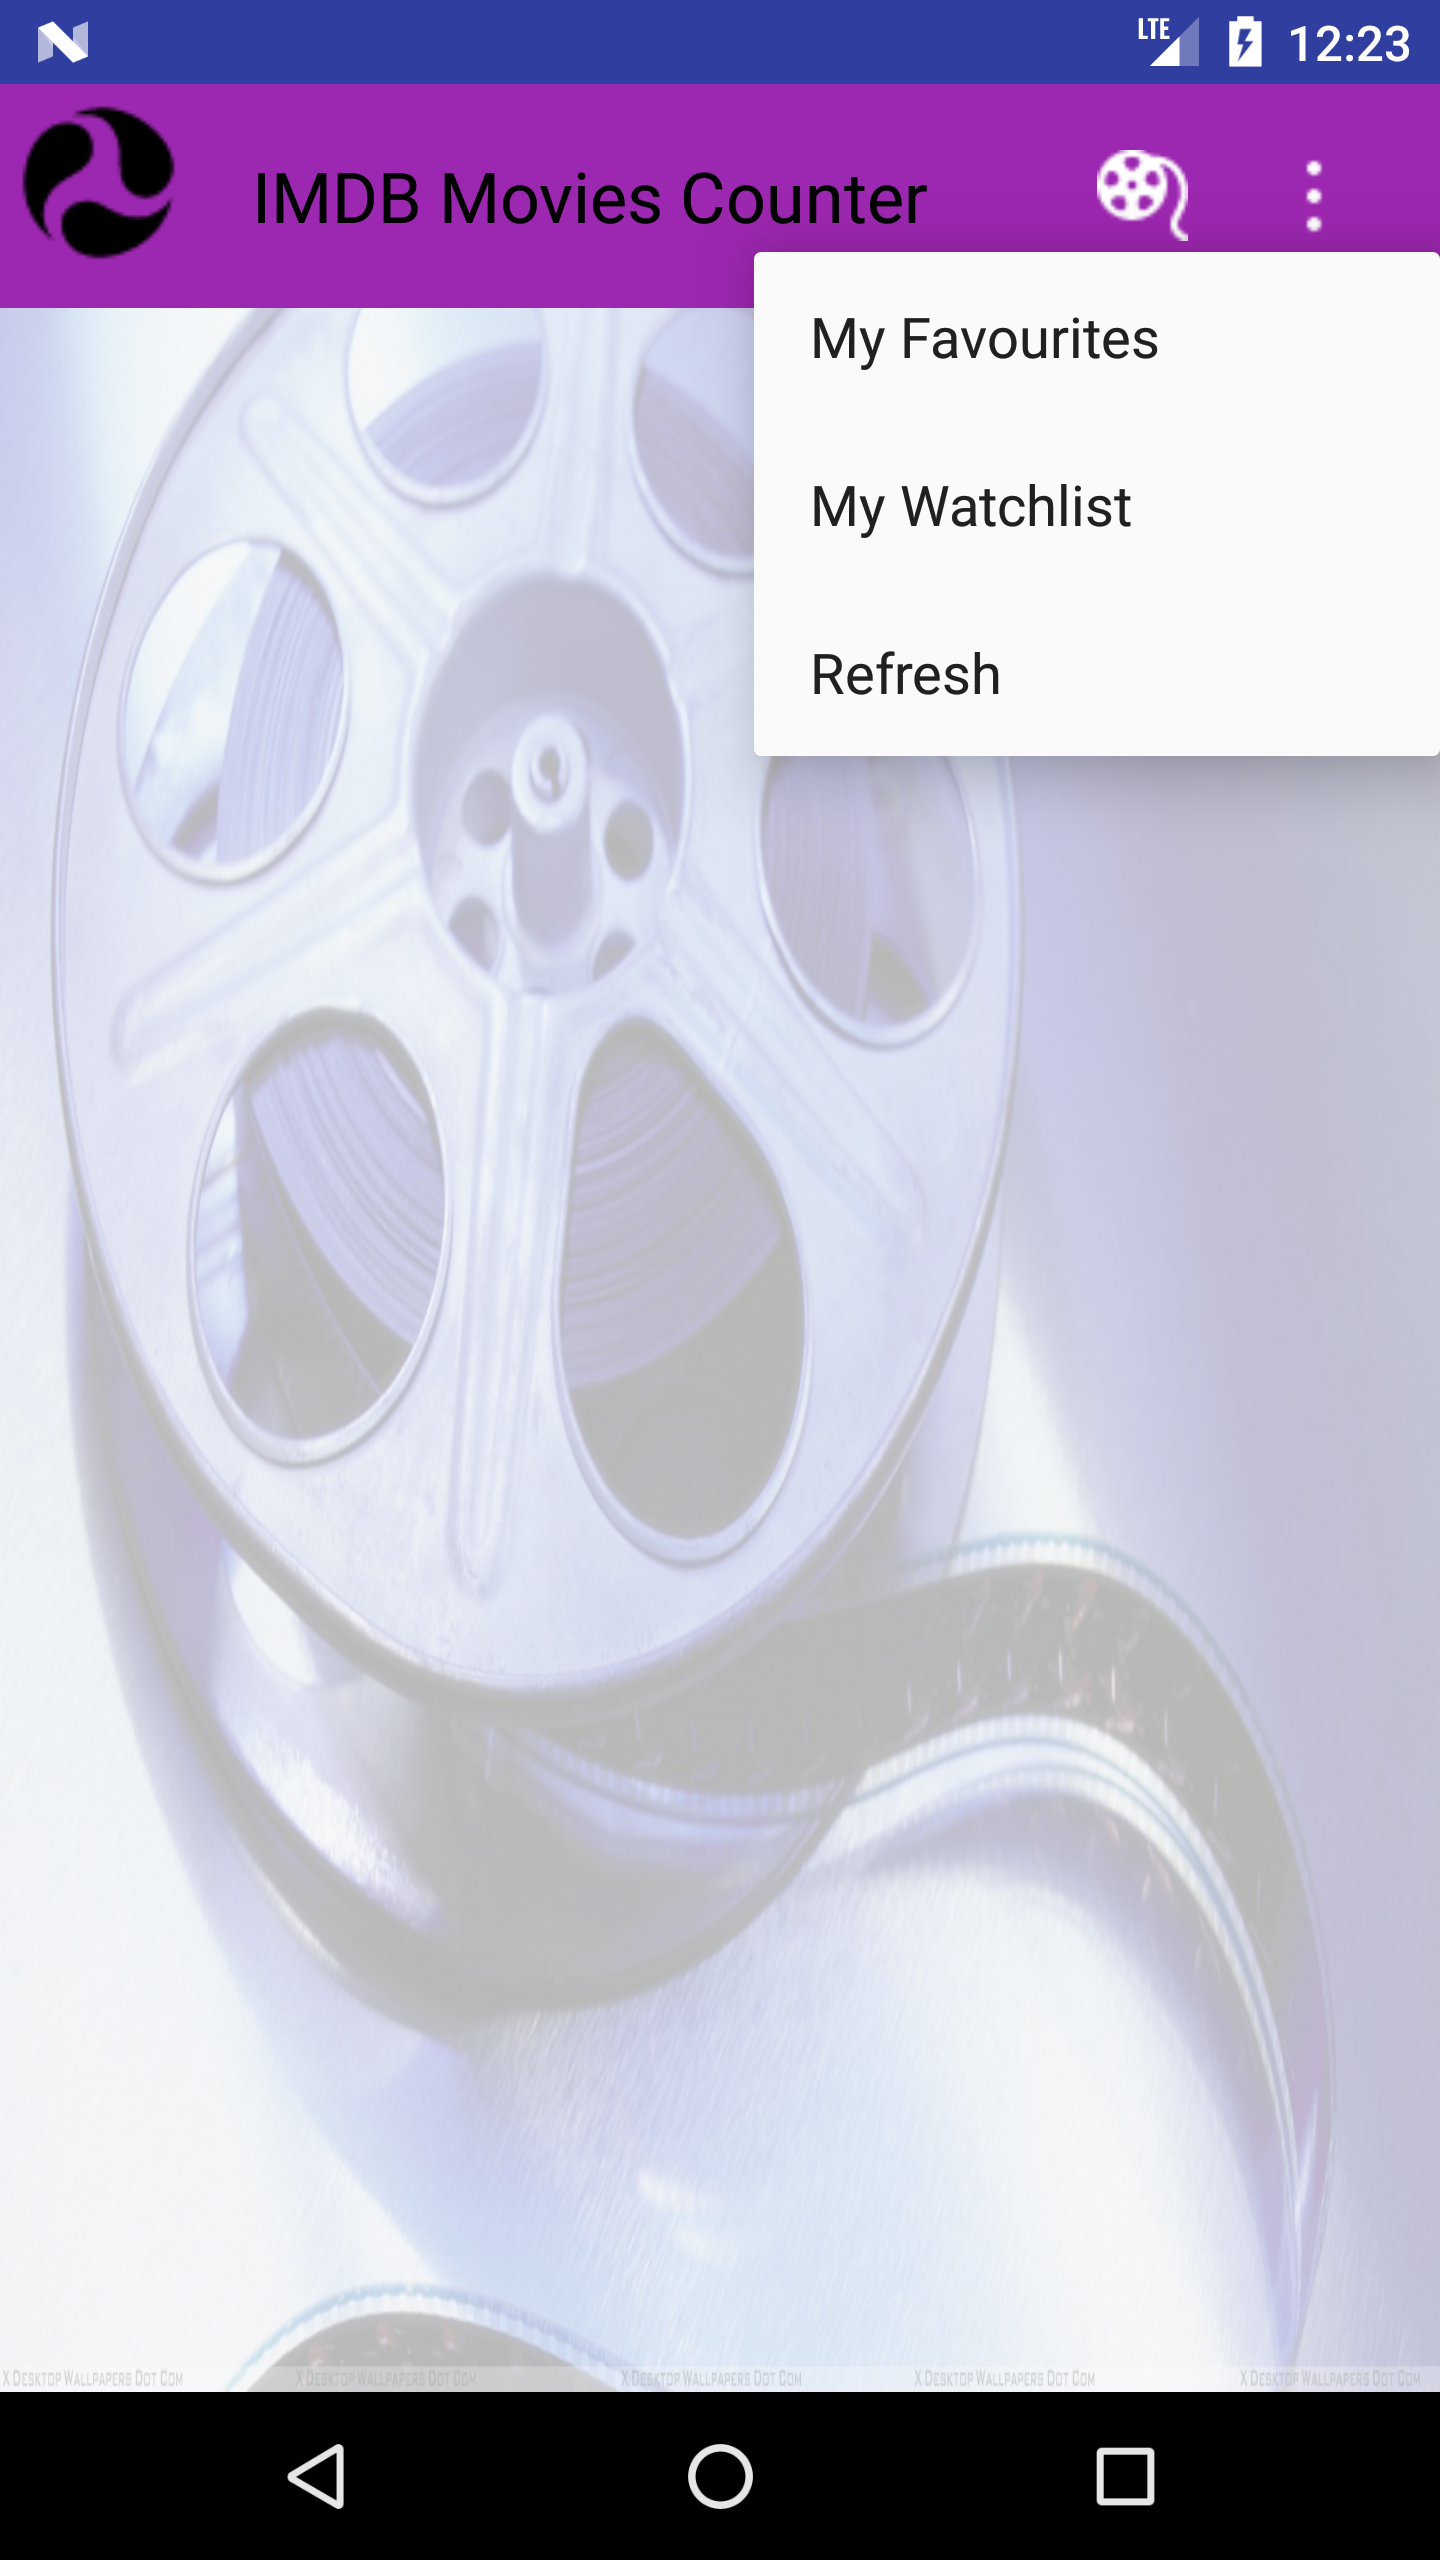 LTE 12:23
IMDB Movies Counter
My Favourites
My Watchlist
Refresh
X DESKTOP WALLPAPERS DOT COM X DESKTOP WALLPAPERS DOT COM X DESKTOP WALLPAPERS DOT COM X DESKTOP WALLPAPERS DOT COM X DESKTOP WALLPAPERS DOT COM